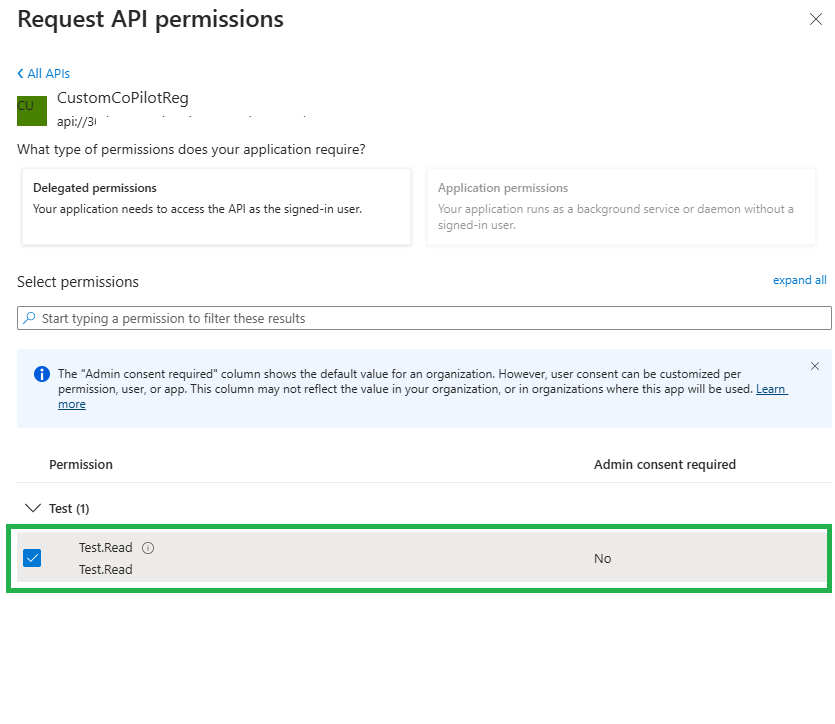 Request API permissions
All APIs
CU
CustomCoPilotReg
api://3
What type of permissions does your application require?
Delegated permissions
Your application needs to access the API as the signed-in user.
Application permissions
Your application runs as a background service or daemon without a
signed-in user.
Select permissions
expand all
Start typing a permission to filter these results
The "Admin consent required" column shows the default value for an organization. However, user consent can be customized per
permission, user, or app. This column may not reflect the value in your organization, or in organizations where this app will be used. Learn
more
Permission
Admin consent required
Test (1)
Test.Read
Test.Read
No